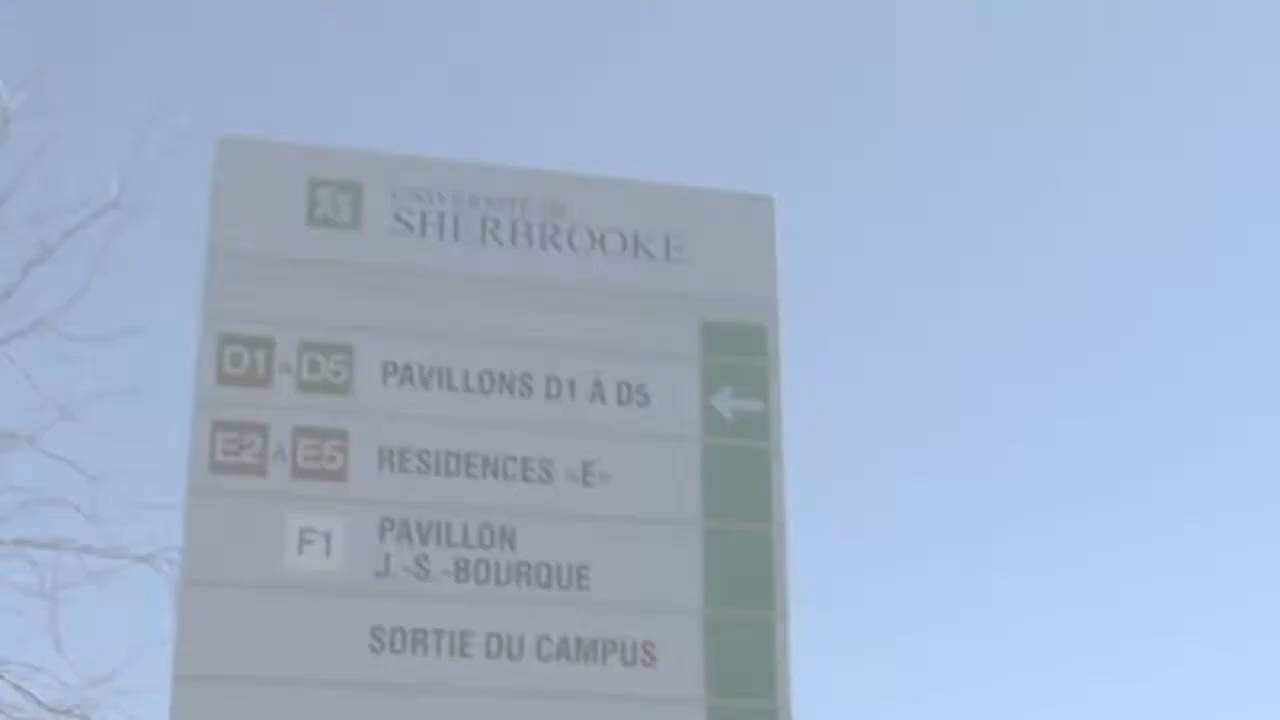 UNIVERSITÉ DE
SHERBROOKE
D1 À D5 PAVILLONS D1 À D5
E2 À E5 RÉSIDENCES «E»
F1 PAVILLON
J.-S.-BOURQUE
SORTIE DU CAMPUS